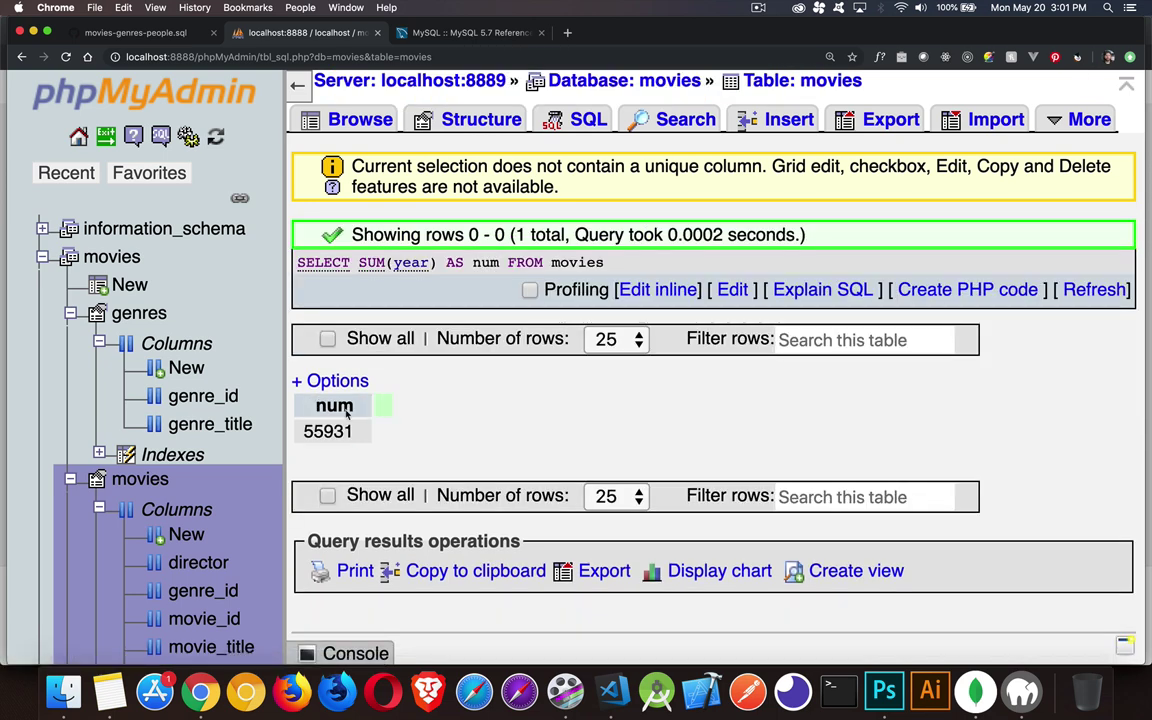 Chrome File Edit View History Bookmarks People Window Help 100% Mon May 20 3:01 PM
movies-genres-people.sql localhost:8888 / localhost / mo MySQL :: MySQL 5.7 Referenc
localhost:8888/phpMyAdmin/tbl_sql.php?db=movies&table=movies
phpMyAdmin
Recent Favorites
information_schema
movies
New
genres
Columns
New
genre_id
genre_title
Indexes
movies
Columns
New
director
genre_id
movie_id
movie_title
Server: localhost:8889 » Database: movies » Table: movies
Browse Structure SQL Search Insert Export Import More
Current selection does not contain a unique column. Grid edit, checkbox, Edit, Copy and Delete
features are not available.
Showing rows 0 - 0 (1 total, Query took 0.0002 seconds.)
SELECT SUM(year) AS num FROM movies
Profiling [Edit inline] [ Edit ] [ Explain SQL ] [ Create PHP code ] [ Refresh]
Show all | Number of rows: 25 Filter rows: Search this table
+ Options
num
55931
Show all | Number of rows: 25 Filter rows: Search this table
Query results operations
Print Copy to clipboard Export Display chart Create view
Console
1
Ps Ai